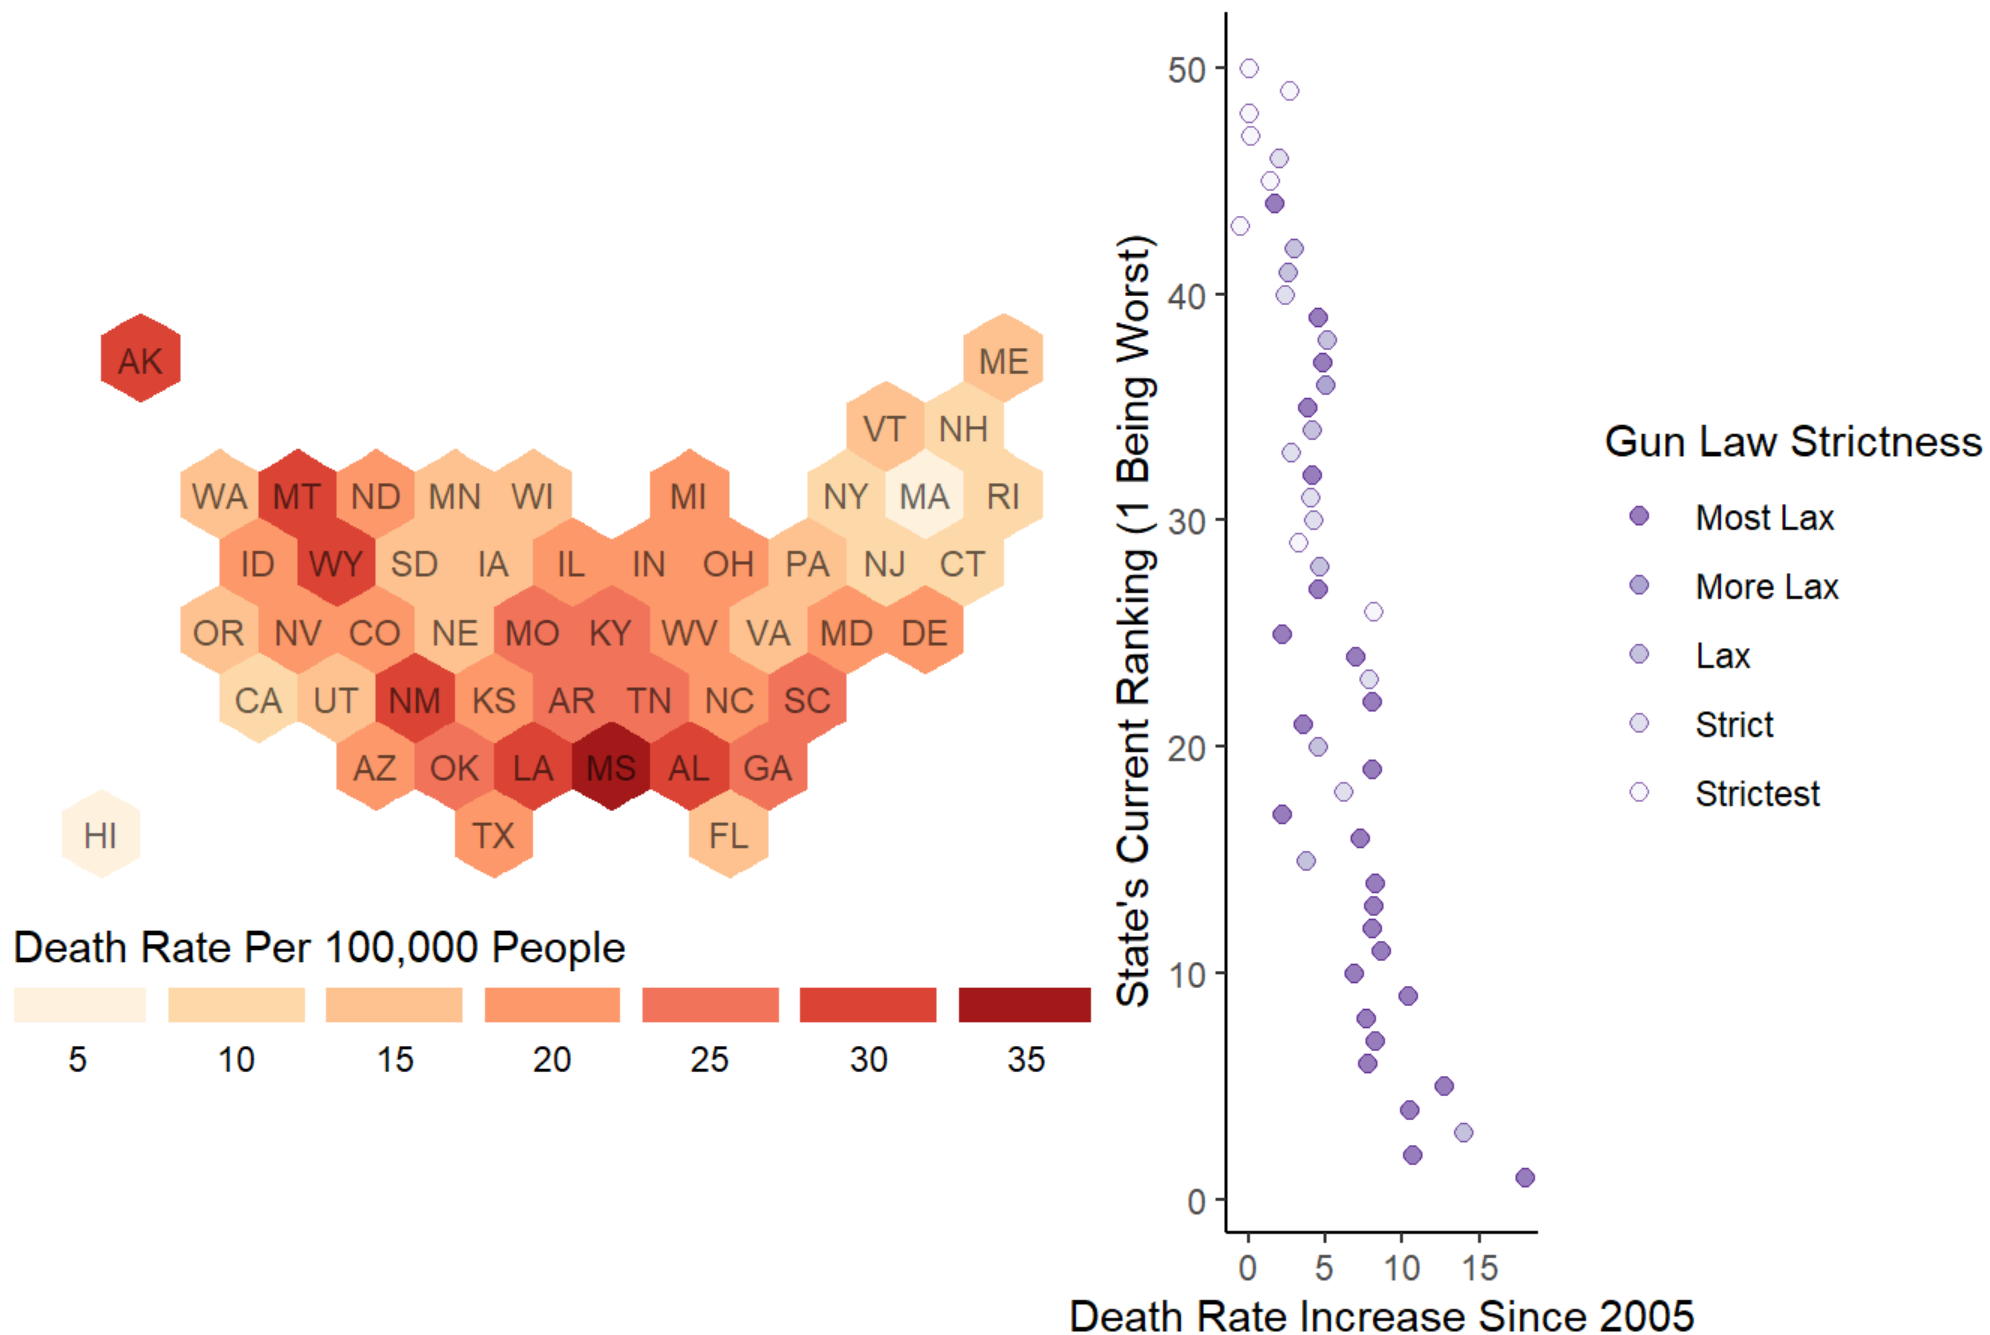 AK
ME
VT NH
WA MT ND MN WI MI NY MA RI
ID WY SD IA IL IN OH PA NJ CT
OR NV CO NE MO KY WV VA MD DE
CA UT NM KS AR TN NC SC
AZ OK LA MS AL GA
HI TX FL
Death Rate Per 100,000 People
5 10 15 20 25 30 35
State's Current Ranking (1 Being Worst)
50
40
30
20
10
0
0 5 10 15
Death Rate Increase Since 2005
Gun Law Strictness
Most Lax
More Lax
Lax
Strict
Strictest